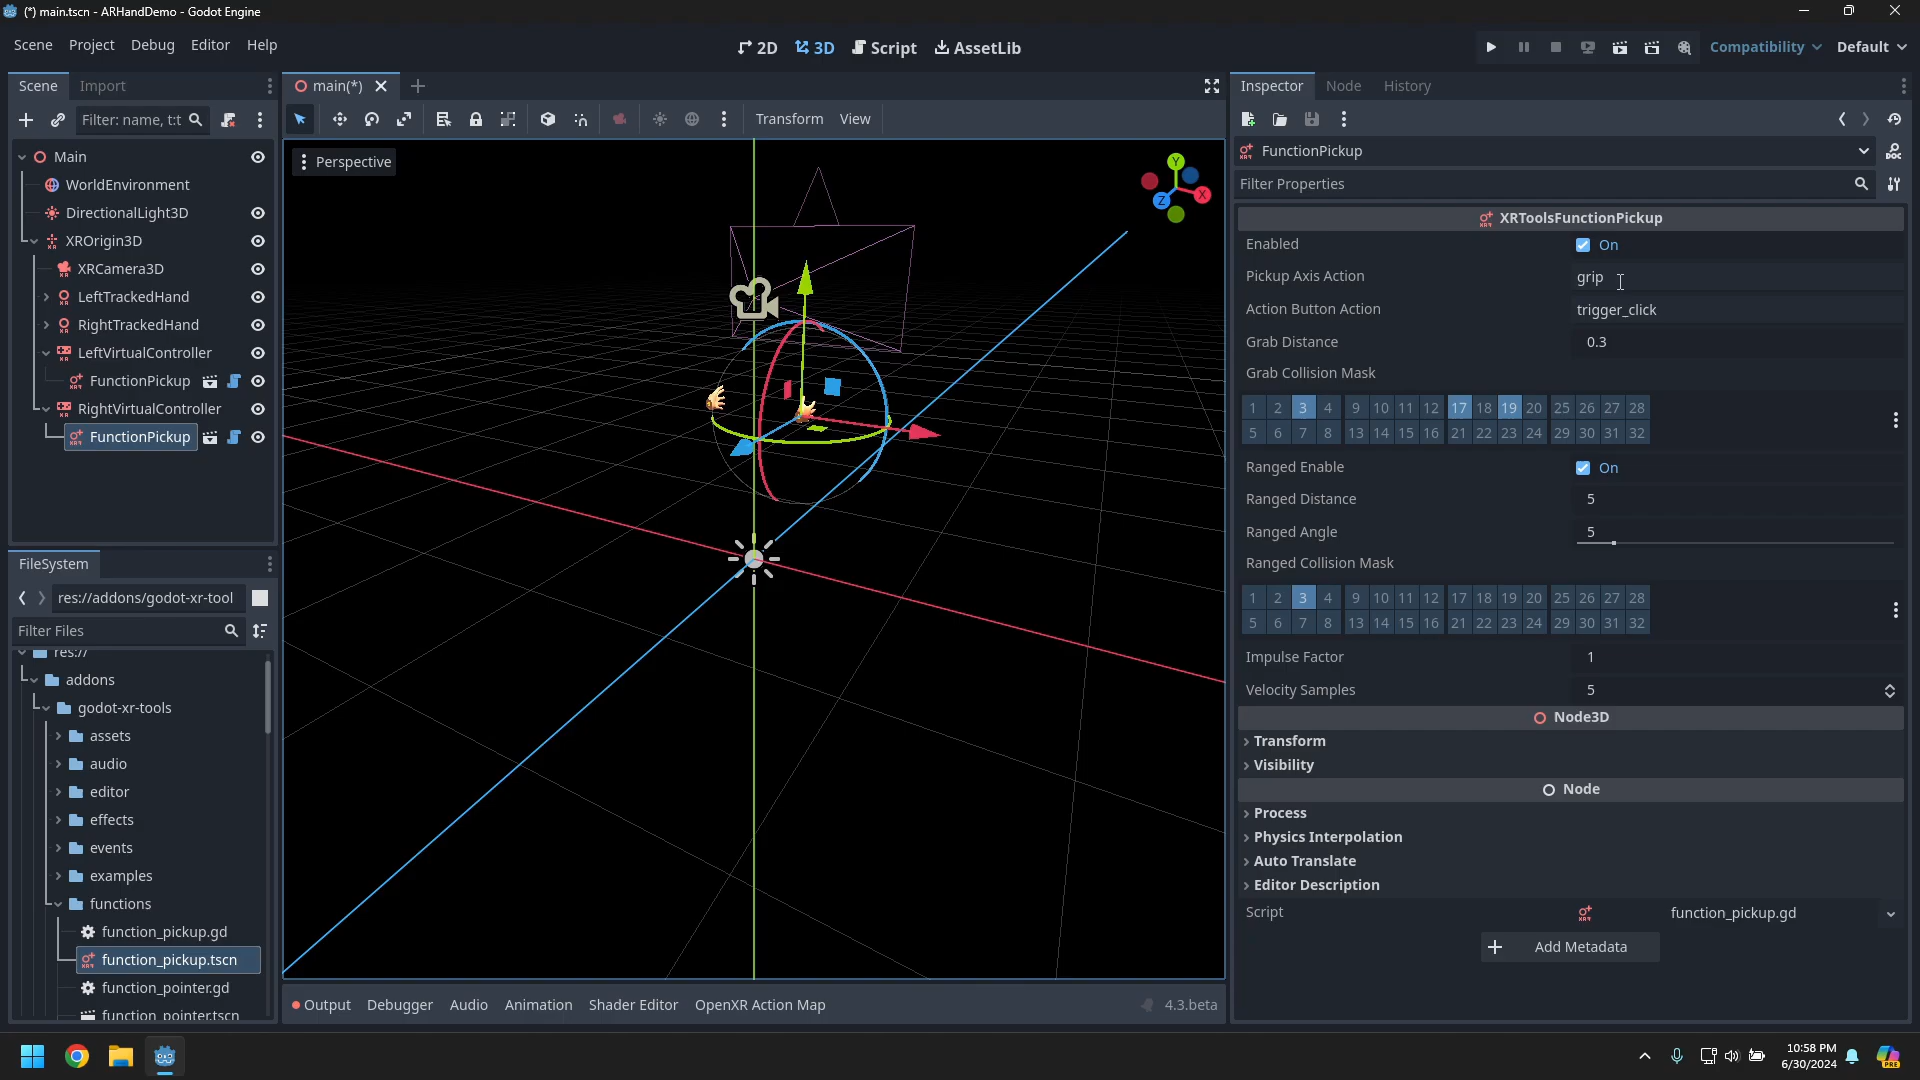 (*) main.tscn - ARHandDemo - Godot Engine
Scene Project Debug Editor Help
2D 3D Script AssetLib
Compatibility Default
Scene Import
Filter: name, t:t
Main
WorldEnvironment
DirectionalLight3D
XROrigin3D
XRCamera3D
LeftTrackedHand
RightTrackedHand
LeftVirtualController
FunctionPickup
RightVirtualController
FunctionPickup
FileSystem
res://addons/godot-xr-tool
Filter Files
res://
addons
godot-xr-tools
assets
audio
editor
effects
events
examples
functions
function_pickup.gd
function_pickup.tscn
function_pointer.gd
function_pointer.tscn
main(*)
Transform View
Perspective
Y
X
Z
Output Debugger Audio Animation Shader Editor OpenXR Action Map
4.3.beta
Inspector Node History
FunctionPickup
DOC
Filter Properties
XRToolsFunctionPickup
Enabled On
Pickup Axis Action grip
Action Button Action trigger_click
Grab Distance 0.3
Grab Collision Mask
1 2 3 4 9 10 11 12 17 18 19 20 25 26 27 28
5 6 7 8 13 14 15 16 21 22 23 24 29 30 31 32
Ranged Enable On
Ranged Distance 5
Ranged Angle 5
Ranged Collision Mask
1 2 3 4 9 10 11 12 17 18 19 20 25 26 27 28
5 6 7 8 13 14 15 16 21 22 23 24 29 30 31 32
Impulse Factor 1
Velocity Samples 5
Node3D
Transform
Visibility
Node
Process
Physics Interpolation
Auto Translate
Editor Description
Script function_pickup.gd
Add Metadata
10:58 PM
6/30/2024
PRE